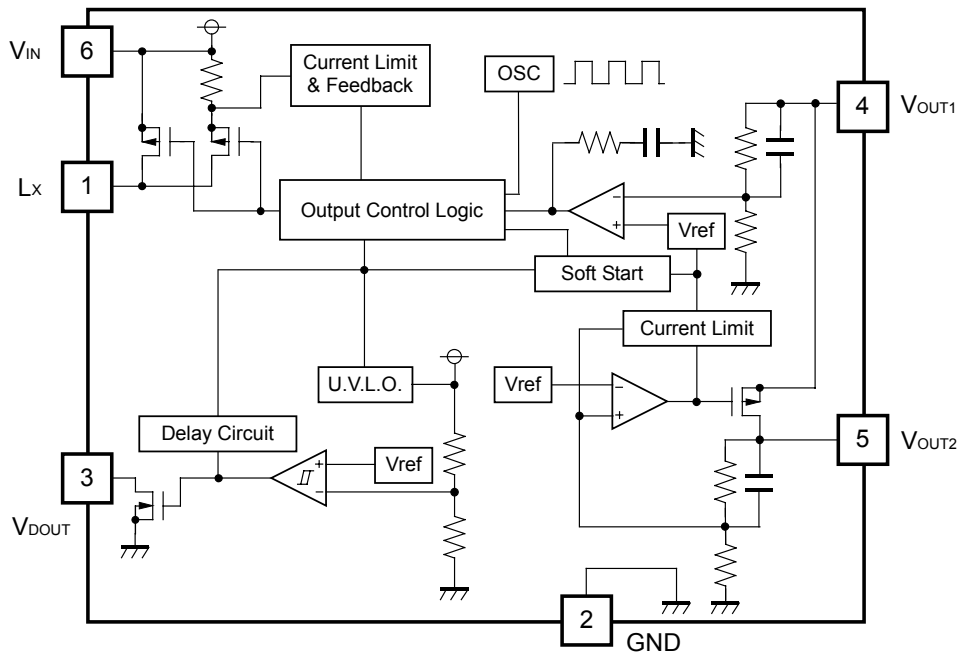 VIN
6
Current Limit
& Feedback
OSC
4
VOUT1
LX
1
Output Control Logic
−
+
Vref
Soft Start
Current Limit
U.V.L.O.
Vref
−
+
Delay Circuit
5
VOUT2
3
+
−
Vref
VDOUT
2
GND